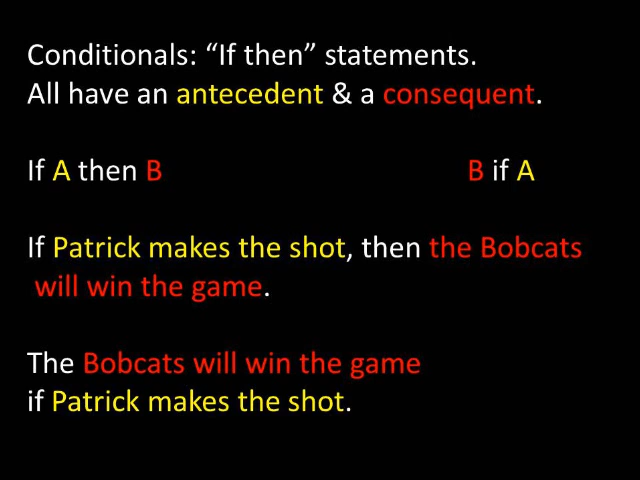 Conditionals: “If then” statements.
All have an antecedent & a consequent.
If A then B
B if A
If Patrick makes the shot, then the Bobcats
will win the game.
The Bobcats will win the game
if Patrick makes the shot.